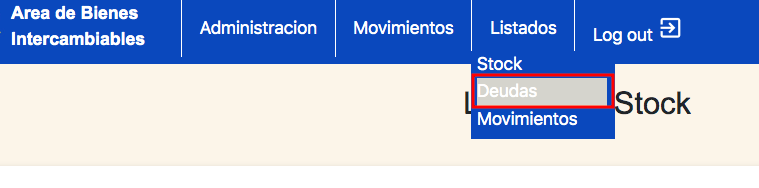 Area de Bienes
Intercambiables
Administracion
Movimientos
Listados
Log out
Stock
Deudas
Movimientos
Stock